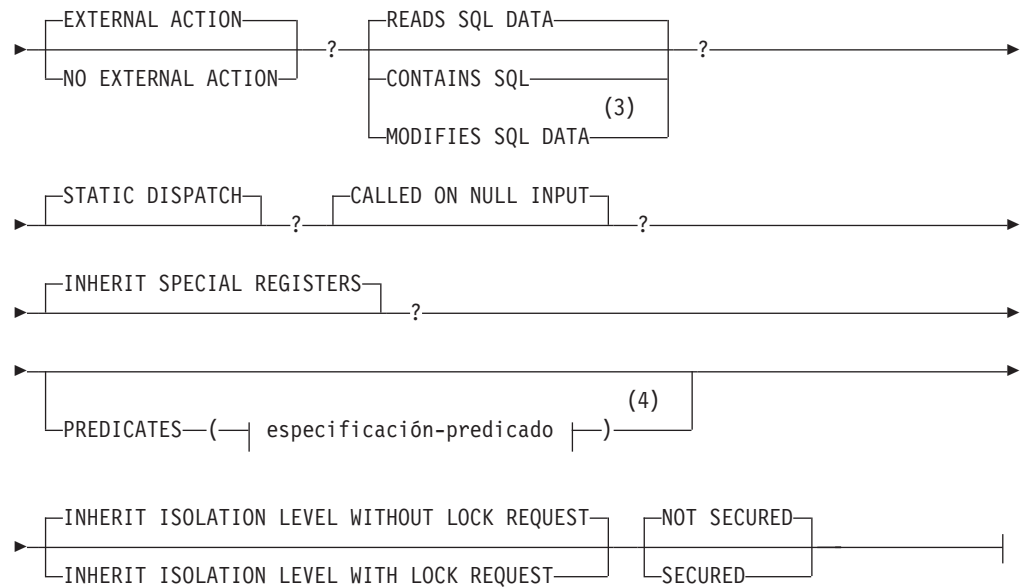 EXTERNAL ACTION READS SQL DATA
? ?
NO EXTERNAL ACTION CONTAINS SQL
(3)
MODIFIES SQL DATA
STATIC DISPATCH CALLED ON NULL INPUT
? ?
INHERIT SPECIAL REGISTERS
?
(4)
PREDICATES ( especificación-predicado )
INHERIT ISOLATION LEVEL WITHOUT LOCK REQUEST NOT SECURED
INHERIT ISOLATION LEVEL WITH LOCK REQUEST SECURED